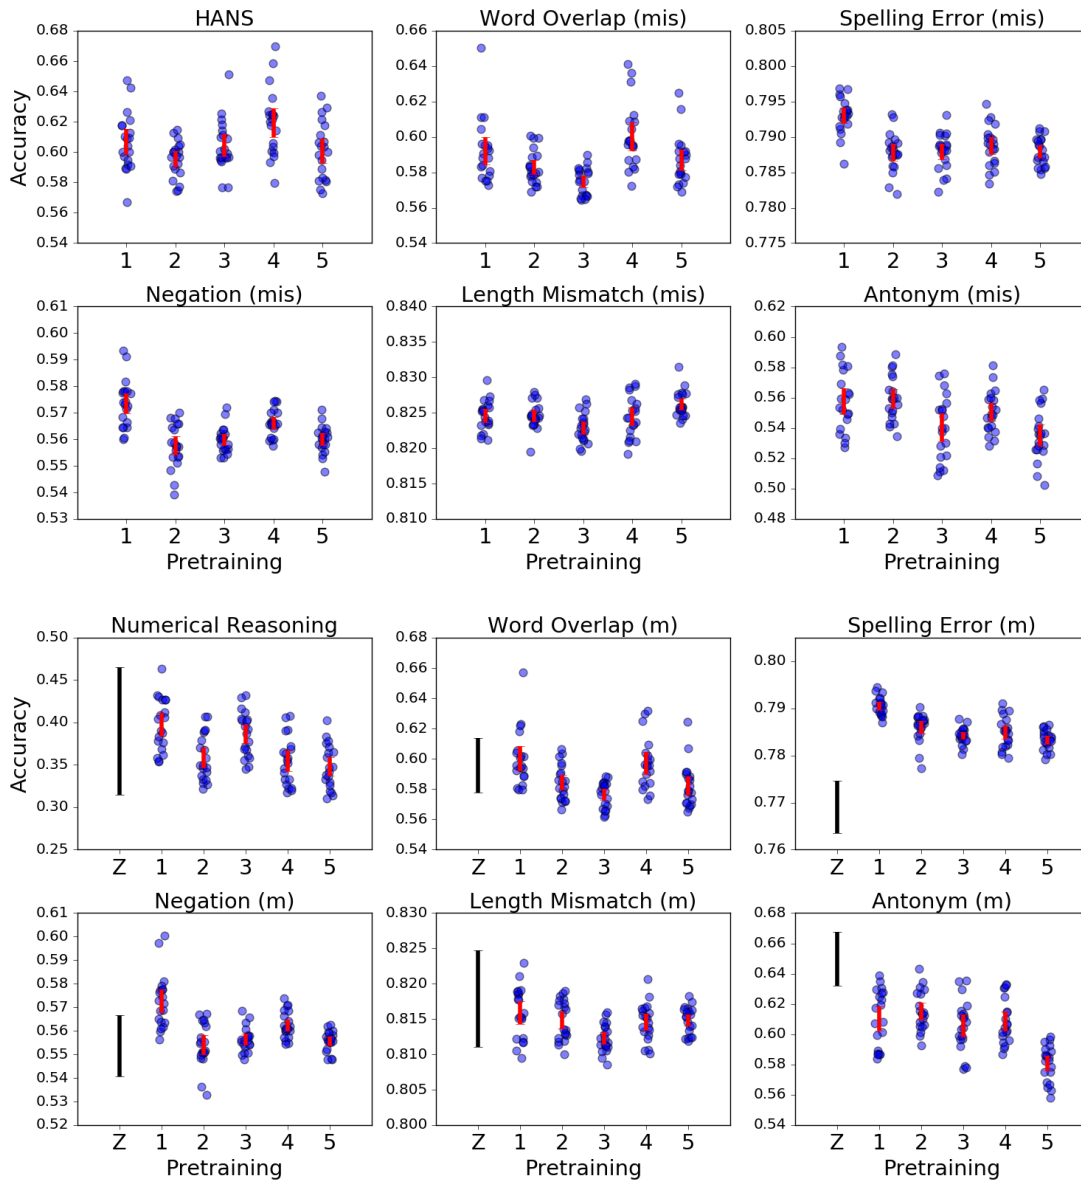 HANS
Accuracy
0.68
0.66
0.64
0.62
0.60
0.58
0.56
0.54
1 2 3 4 5
Word Overlap (mis)
0.66
0.64
0.62
0.60
0.58
0.56
0.54
1 2 3 4 5
Spelling Error (mis)
0.805
0.800
0.795
0.790
0.785
0.780
0.775
1 2 3 4 5
Negation (mis)
0.61
0.60
0.59
0.58
0.57
0.56
0.55
0.54
0.53
1 2 3 4 5
Pretraining
Length Mismatch (mis)
0.840
0.835
0.830
0.825
0.820
0.815
0.810
1 2 3 4 5
Pretraining
Antonym (mis)
0.62
0.60
0.58
0.56
0.54
0.52
0.50
0.48
1 2 3 4 5
Pretraining
Numerical Reasoning
Accuracy
0.50
0.45
0.40
0.35
0.30
0.25
Z 1 2 3 4 5
Word Overlap (m)
0.68
0.66
0.64
0.62
0.60
0.58
0.56
0.54
Z 1 2 3 4 5
Spelling Error (m)
0.80
0.79
0.78
0.77
0.76
Z 1 2 3 4 5
Negation (m)
0.61
0.60
0.59
0.58
0.57
0.56
0.55
0.54
0.53
0.52
Z 1 2 3 4 5
Pretraining
Length Mismatch (m)
0.830
0.825
0.820
0.815
0.810
0.805
0.800
Z 1 2 3 4 5
Pretraining
Antonym (m)
0.68
0.66
0.64
0.62
0.60
0.58
0.56
0.54
Z 1 2 3 4 5
Pretraining